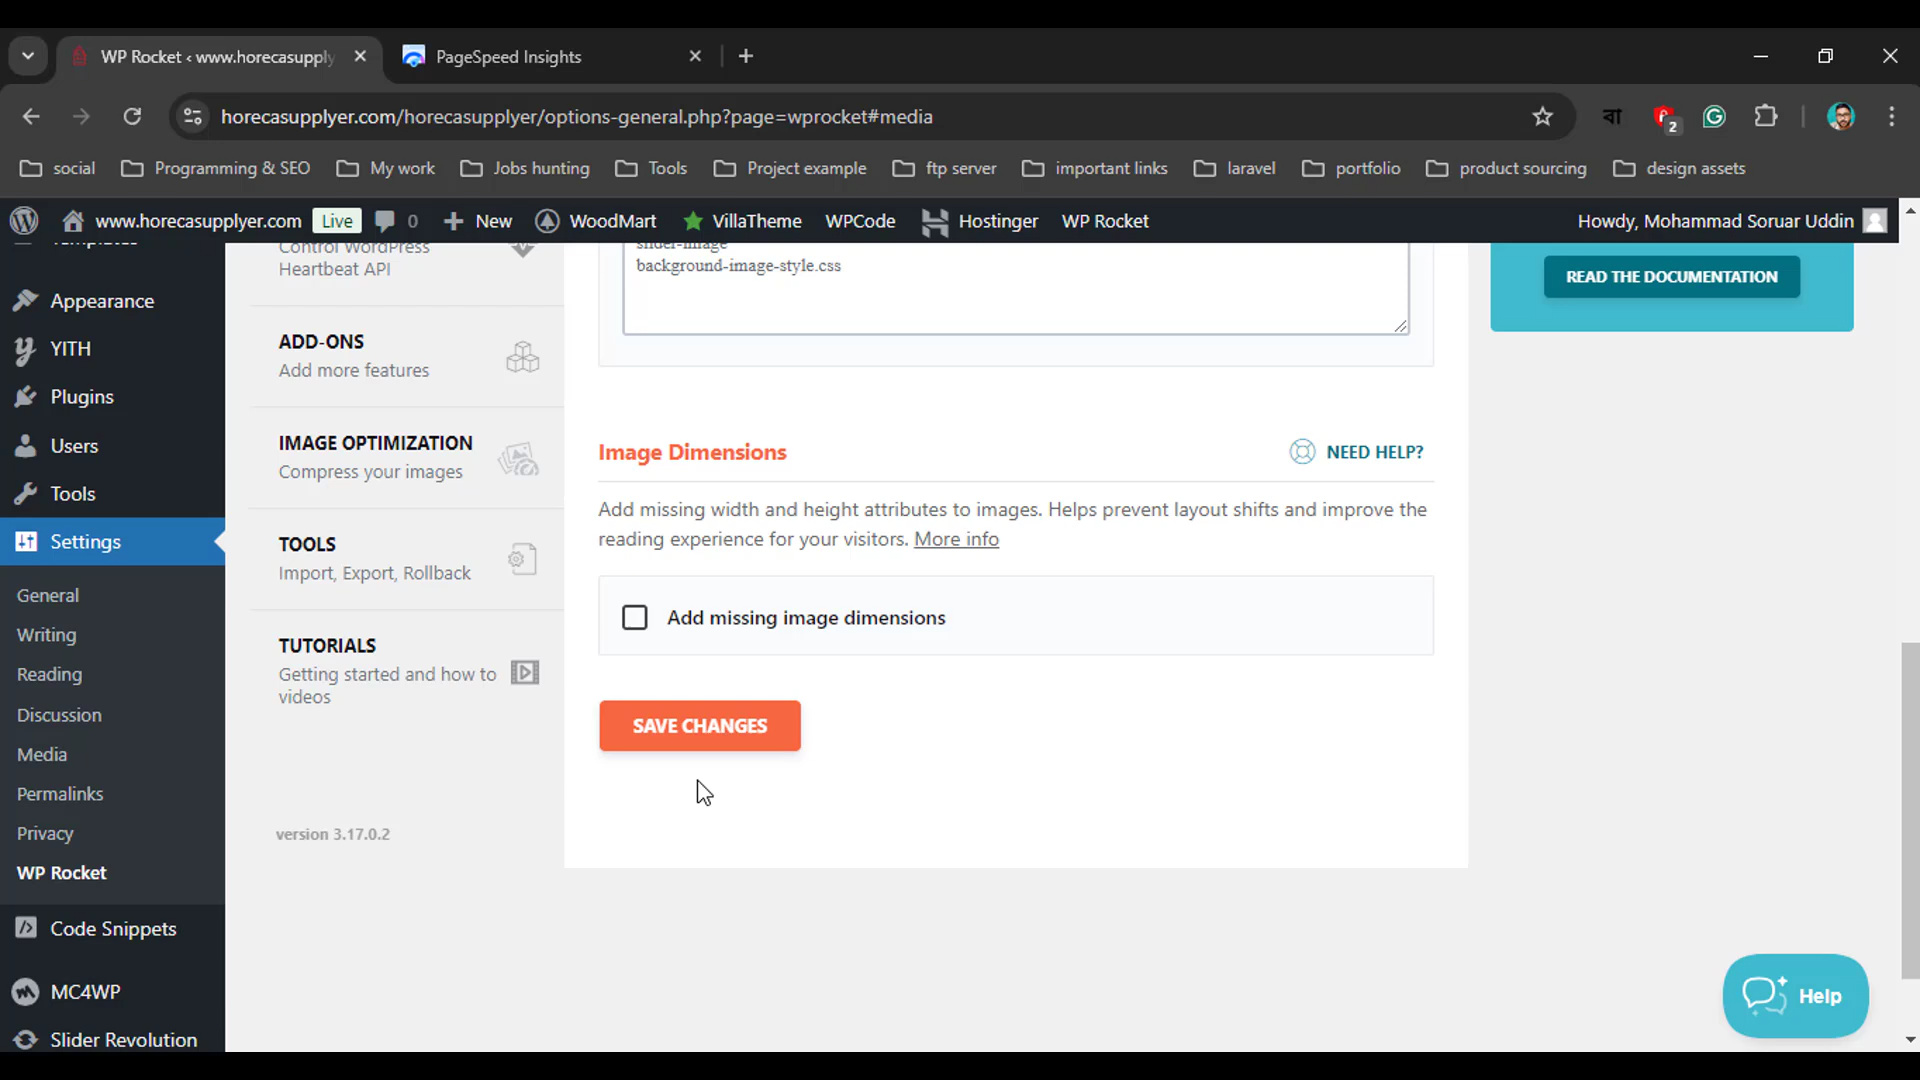 WP Rocket ‹ www.horecasupply
PageSpeed Insights
horecasupplyer.com/horecasupplyer/options-general.php?page=wprocket#media
বা
2
social
Programming & SEO
My work
Jobs hunting
Tools
Project example
ftp server
important links
laravel
portfolio
product sourcing
design assets
www.horecasupplyer.com
Live
0
New
WoodMart
VillaTheme
WPCode
Hostinger
WP Rocket
Howdy, Mohammad Soruar Uddin
Templates
Appearance
YITH
Plugins
Users
Tools
Settings
General
Writing
Reading
Discussion
Media
Permalinks
Privacy
WP Rocket
Code Snippets
MC4WP
Slider Revolution
Control WordPress
Heartbeat API
ADD-ONS
Add more features
IMAGE OPTIMIZATION
Compress your images
TOOLS
Import, Export, Rollback
TUTORIALS
Getting started and how to
videos
version 3.17.0.2
slider-image
background-image-style.css
Image Dimensions
NEED HELP?
Add missing width and height attributes to images. Helps prevent layout shifts and improve the
reading experience for your visitors. More info
Add missing image dimensions
SAVE CHANGES
READ THE DOCUMENTATION
Help